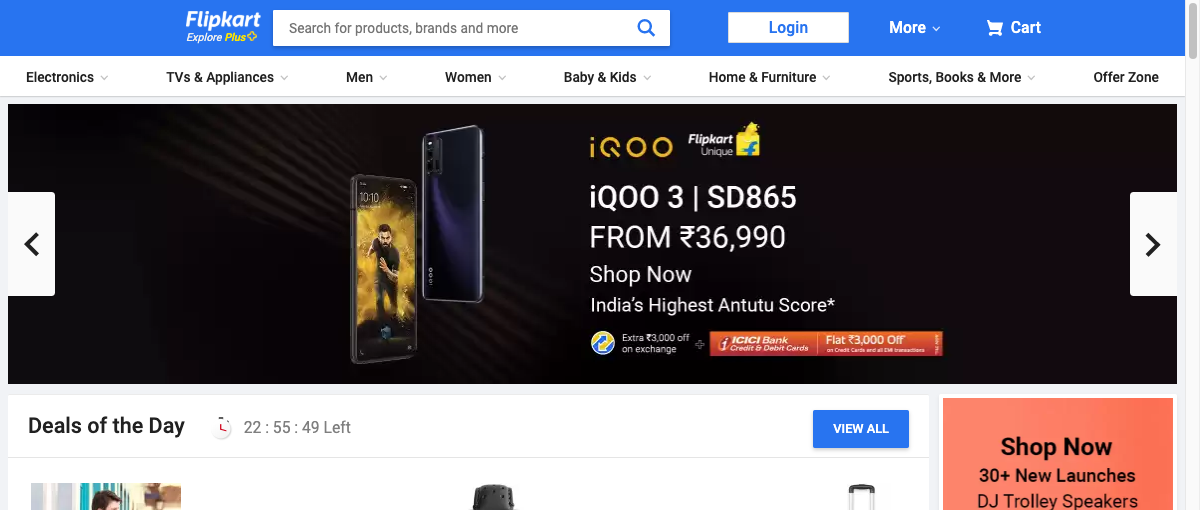 Flipkart
Explore Plus
Search for products, brands and more
Login
More
Cart
Electronics
TVs & Appliances
Men
Women
Baby & Kids
Home & Furniture
Sports, Books & More
Offer Zone
iQOO
Flipkart
Unique
iQOO 3 | SD865
FROM ₹36,990
Shop Now
India's Highest Antutu Score*
Extra ₹3,000 off
on exchange
+
ICICI Bank
Credit & Debit Cards
Flat ₹3,000 Off
on Credit Cards and all EMI transactions
10:10
iQOO
Deals of the Day
22 : 55 : 49 Left
VIEW ALL
Shop Now
30+ New Launches
DJ Trolley Speakers